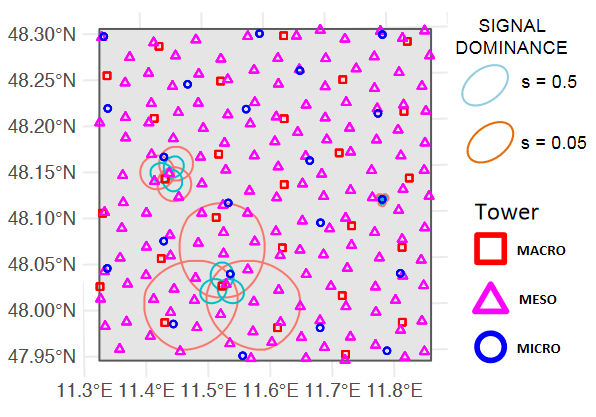 48.30°N
48.25°N
48.20°N
48.15°N
48.10°N
48.05°N
48.00°N
47.95°N
11.3°E 11.4°E 11.5°E 11.6°E 11.7°E 11.8°E
SIGNAL
DOMINANCE
s = 0.5
s = 0.05
Tower
MACRO
MESO
MICRO